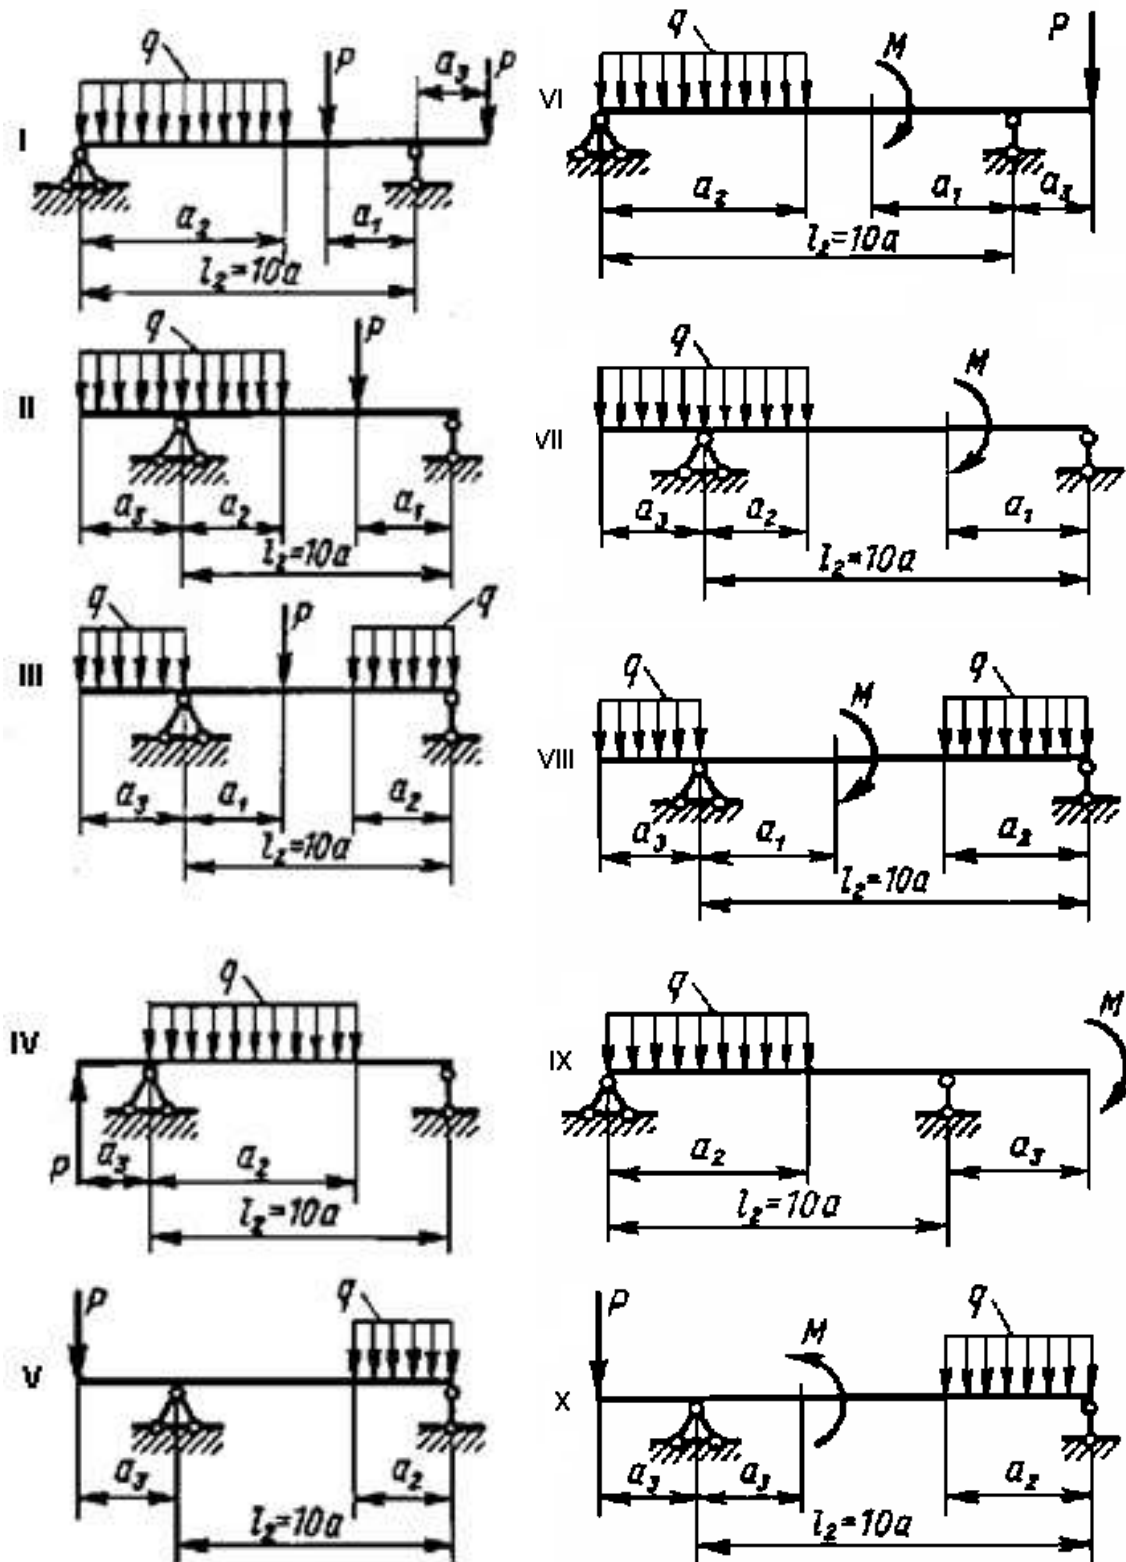 I
q
P
a₃
P
a₂
a₁
l₂=10a
II
q
P
a₃
a₂
a₁
l₂=10a
III
q
P
q
a₃
a₁
a₂
l₂=10a
IV
q
P
a₃
a₂
l₂=10a
V
P
q
a₃
a₂
l₂=10a
VI
q
M
P
a₂
a₁
a₃
l₂=10a
VII
q
M
a₃
a₂
a₁
l₂=10a
VIII
q
M
q
a₃
a₁
a₂
l₂=10a
IX
q
M
a₂
a₃
l₂=10a
X
P
M
q
a₃
a₃
a₂
l₂=10a